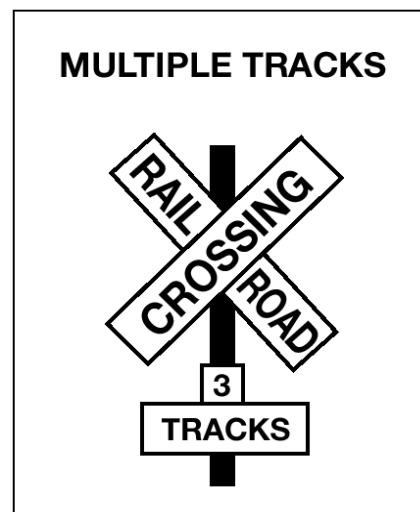 MULTIPLE TRACKS
RAIL
CROSSING
ROAD
3
TRACKS